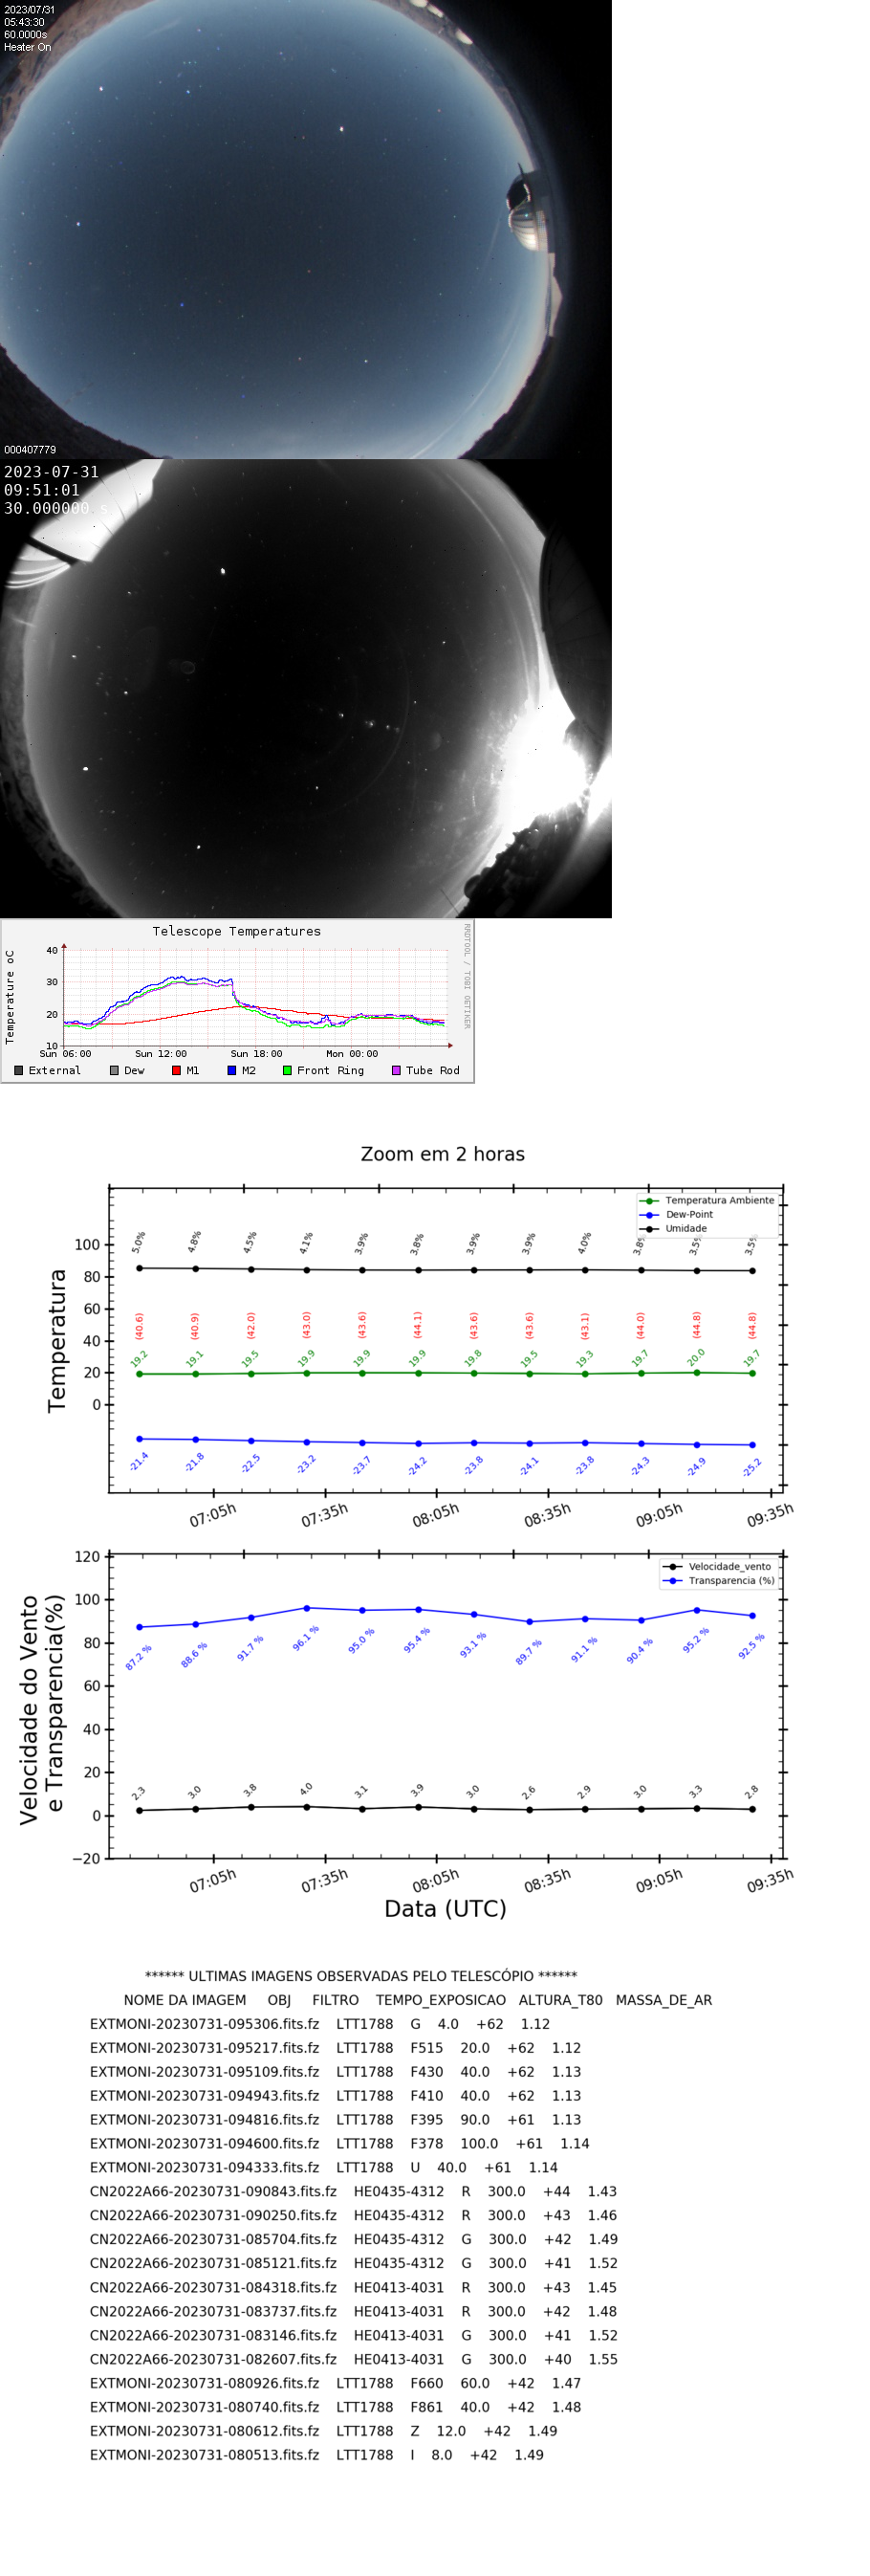 2023/07/31
05:43:30
60.0000s
Heater On
000407779
2023-07-31
09:51:01
30.000000 s
Telescope Temperatures
RRDTOOL / TOBI OETIKER
Temperature oC
40
30
20
10
Sun 06:00 Sun 12:00 Sun 18:00 Mon 00:00
External Dew M1 M2 Front Ring Tube Rod
Zoom em 2 horas
Temperatura Ambiente
Dew-Point
Umidade
Temperatura
100
80
60
40
20
0
5.0% 4.8% 4.5% 4.1% 3.9% 3.8% 3.9% 3.9% 4.0% 3.8% 3.5% 3.5%
(40.6) (40.9) (42.0) (43.0) (43.6) (44.1) (43.6) (43.6) (43.1) (44.0) (44.8) (44.8)
19.2 19.1 19.5 19.9 19.9 19.9 19.8 19.5 19.3 19.7 20.0 19.7
-21.4 -21.8 -22.5 -23.2 -23.7 -24.2 -23.8 -24.1 -23.8 -24.3 -24.9 -25.2
07:05h 07:35h 08:05h 08:35h 09:05h 09:35h
Velocidade_vento
Transparencia (%)
Velocidade do Vento
e Transparencia(%)
120
100
80
60
40
20
0
−20
87.2 % 88.6 % 91.7 % 96.1 % 95.0 % 95.4 % 93.1 % 89.7 % 91.1 % 90.4 % 95.2 % 92.5 %
2.3 3.0 3.8 4.0 3.1 3.9 3.0 2.6 2.9 3.0 3.3 2.8
07:05h 07:35h 08:05h 08:35h 09:05h 09:35h
Data (UTC)
****** ULTIMAS IMAGENS OBSERVADAS PELO TELESCÓPIO ******
NOME DA IMAGEM OBJ FILTRO TEMPO_EXPOSICAO ALTURA_T80 MASSA_DE_AR
EXTMONI-20230731-095306.fits.fz LTT1788 G 4.0 +62 1.12
EXTMONI-20230731-095217.fits.fz LTT1788 F515 20.0 +62 1.12
EXTMONI-20230731-095109.fits.fz LTT1788 F430 40.0 +62 1.13
EXTMONI-20230731-094943.fits.fz LTT1788 F410 40.0 +62 1.13
EXTMONI-20230731-094816.fits.fz LTT1788 F395 90.0 +61 1.13
EXTMONI-20230731-094600.fits.fz LTT1788 F378 100.0 +61 1.14
EXTMONI-20230731-094333.fits.fz LTT1788 U 40.0 +61 1.14
CN2022A66-20230731-090843.fits.fz HE0435-4312 R 300.0 +44 1.43
CN2022A66-20230731-090250.fits.fz HE0435-4312 R 300.0 +43 1.46
CN2022A66-20230731-085704.fits.fz HE0435-4312 G 300.0 +42 1.49
CN2022A66-20230731-085121.fits.fz HE0435-4312 G 300.0 +41 1.52
CN2022A66-20230731-084318.fits.fz HE0413-4031 R 300.0 +43 1.45
CN2022A66-20230731-083737.fits.fz HE0413-4031 R 300.0 +42 1.48
CN2022A66-20230731-083146.fits.fz HE0413-4031 G 300.0 +41 1.52
CN2022A66-20230731-082607.fits.fz HE0413-4031 G 300.0 +40 1.55
EXTMONI-20230731-080926.fits.fz LTT1788 F660 60.0 +42 1.47
EXTMONI-20230731-080740.fits.fz LTT1788 F861 40.0 +42 1.48
EXTMONI-20230731-080612.fits.fz LTT1788 Z 12.0 +42 1.49
EXTMONI-20230731-080513.fits.fz LTT1788 I 8.0 +42 1.49